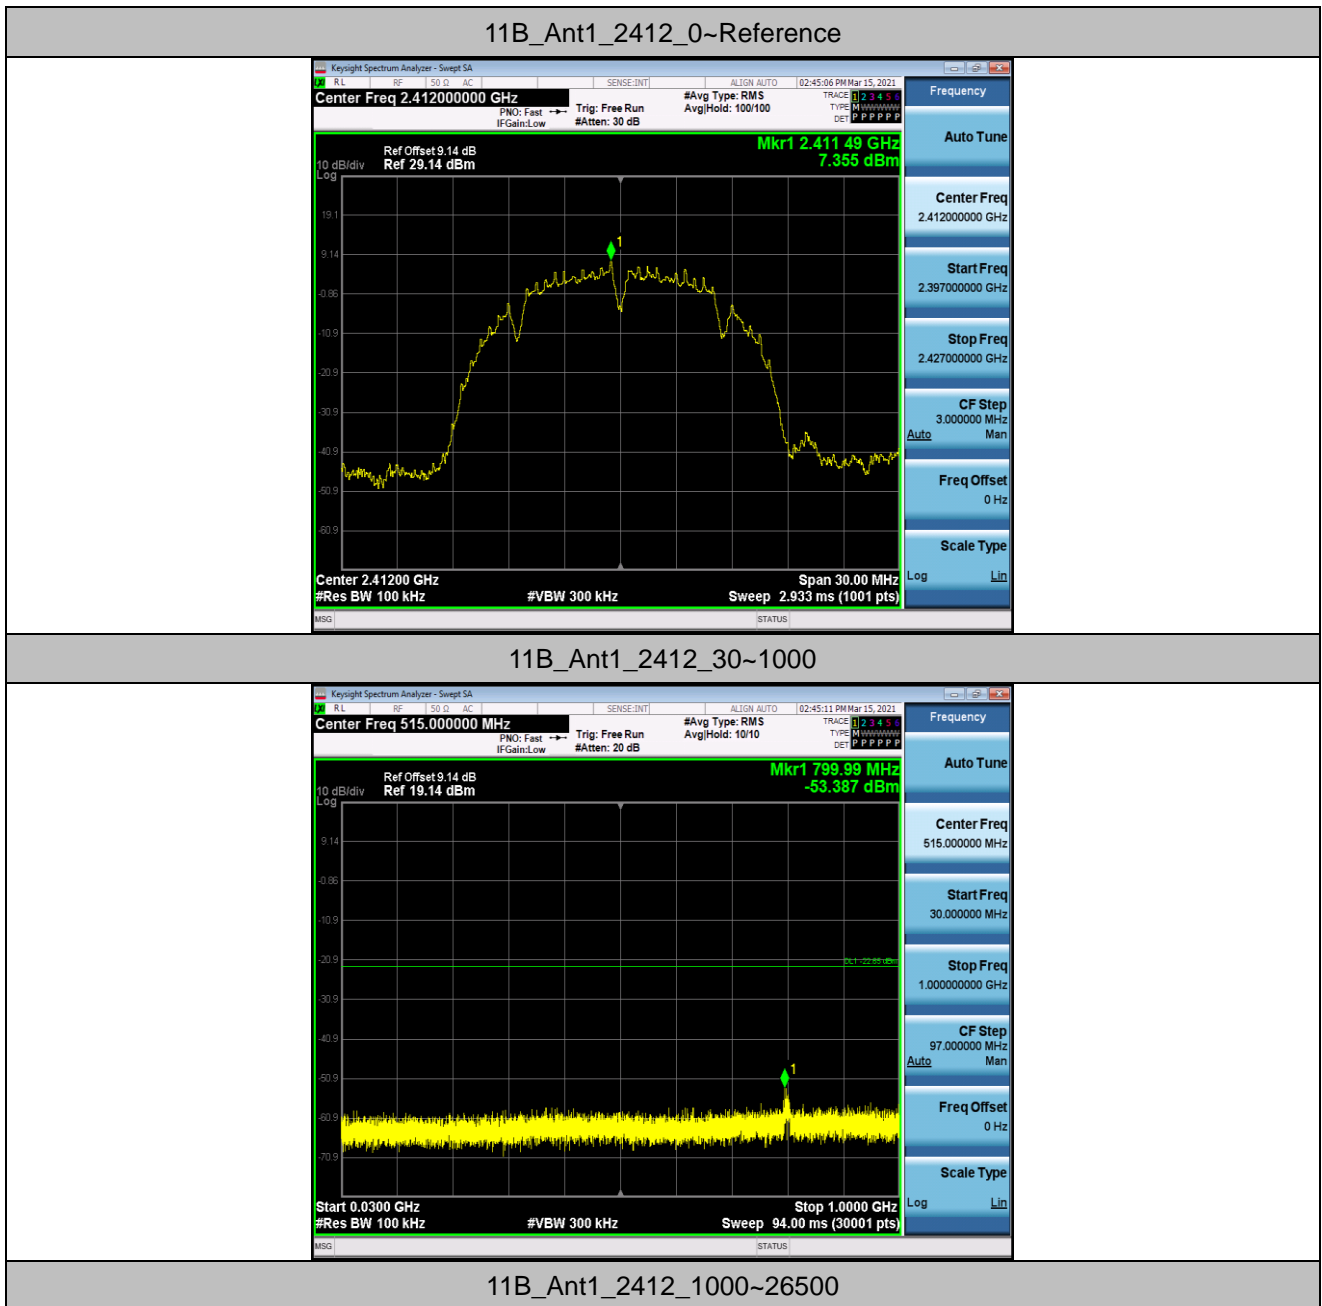 11B_Ant1_2412_0~Reference
Keysight Spectrum Analyzer - Swept SA
RL RF 50 Ω AC SENSE:INT ALIGN AUTO 02:45:06 PM Mar 15, 2021
Center Freq 2.412000000 GHz
PNO: Fast
IFGain:Low
Trig: Free Run
#Atten: 30 dB
#Avg Type: RMS
Avg|Hold: 100/100
TRACE 1 2 3 4 5 6
TYPE M W W W W W
DET P P P P P P
Frequency
Auto Tune
Center Freq
2.412000000 GHz
Start Freq
2.397000000 GHz
Stop Freq
2.427000000 GHz
CF Step
3.000000 MHz
Auto Man
Freq Offset
0 Hz
Scale Type
Log Lin
Mkr1 2.411 49 GHz
7.355 dBm
Ref Offset 9.14 dB
10 dB/div Ref 29.14 dBm
Log
19.1
1
9.14
-0.86
-10.9
-20.9
-30.9
-40.9
-50.9
-60.9
Center 2.41200 GHz Span 30.00 MHz
#Res BW 100 kHz #VBW 300 kHz Sweep 2.933 ms (1001 pts)
MSG STATUS
11B_Ant1_2412_30~1000
Keysight Spectrum Analyzer - Swept SA
RL RF 50 Ω AC SENSE:INT ALIGN AUTO 02:45:11 PM Mar 15, 2021
Center Freq 515.000000 MHz
PNO: Fast
IFGain:Low
Trig: Free Run
#Atten: 20 dB
#Avg Type: RMS
Avg|Hold: 10/10
TRACE 1 2 3 4 5 6
TYPE M W W W W W
DET P P P P P P
Frequency
Auto Tune
Center Freq
515.000000 MHz
Start Freq
30.000000 MHz
Stop Freq
1.000000000 GHz
CF Step
97.000000 MHz
Auto Man
Freq Offset
0 Hz
Scale Type
Log Lin
Mkr1 799.99 MHz
-53.387 dBm
Ref Offset 9.14 dB
10 dB/div Ref 19.14 dBm
Log
9.14
-0.86
-10.9
-20.9
DL1 -22.65 dBm
-30.9
-40.9
-50.9
1
-60.9
-70.9
Start 0.0300 GHz Stop 1.0000 GHz
#Res BW 100 kHz #VBW 300 kHz Sweep 94.00 ms (30001 pts)
MSG STATUS
11B_Ant1_2412_1000~26500